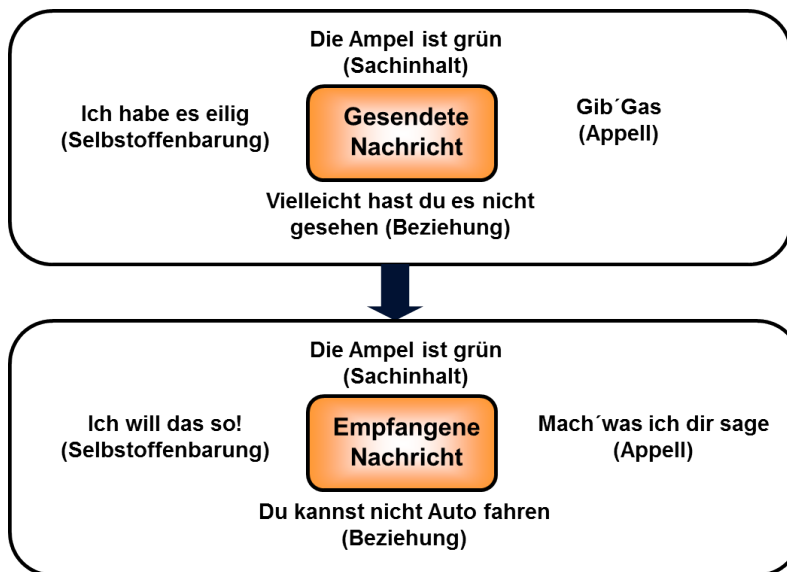 Die Ampel ist grün
(Sachinhalt)
Ich habe es eilig
(Selbstoffenbarung)
Gesendete
Nachricht
Gib´Gas
(Appell)
Vielleicht hast du es nicht
gesehen (Beziehung)
Die Ampel ist grün
(Sachinhalt)
Ich will das so!
(Selbstoffenbarung)
Empfangene
Nachricht
Mach´was ich dir sage
(Appell)
Du kannst nicht Auto fahren
(Beziehung)